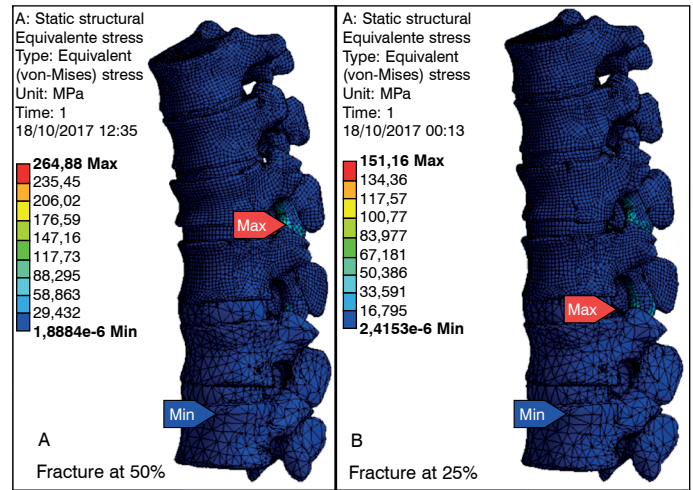 A: Static structural
Equivalente stress
Type: Equivalent
(von-Mises) stress
Unit: MPa
Time: 1
18/10/2017 12:35
264,88 Max
235,45
206,02
176,59
147,16
117,73
88,295
58,863
29,432
1,8884e-6 Min
Max
Min
A
Fracture at 50%
A: Static structural
Equivalente stress
Type: Equivalent
(von-Mises) stress
Unit: MPa
Time: 1
18/10/2017 00:13
151,16 Max
134,36
117,57
100,77
83,977
67,181
50,386
33,591
16,795
2,4153e-6 Min
Max
Min
B
Fracture at 25%